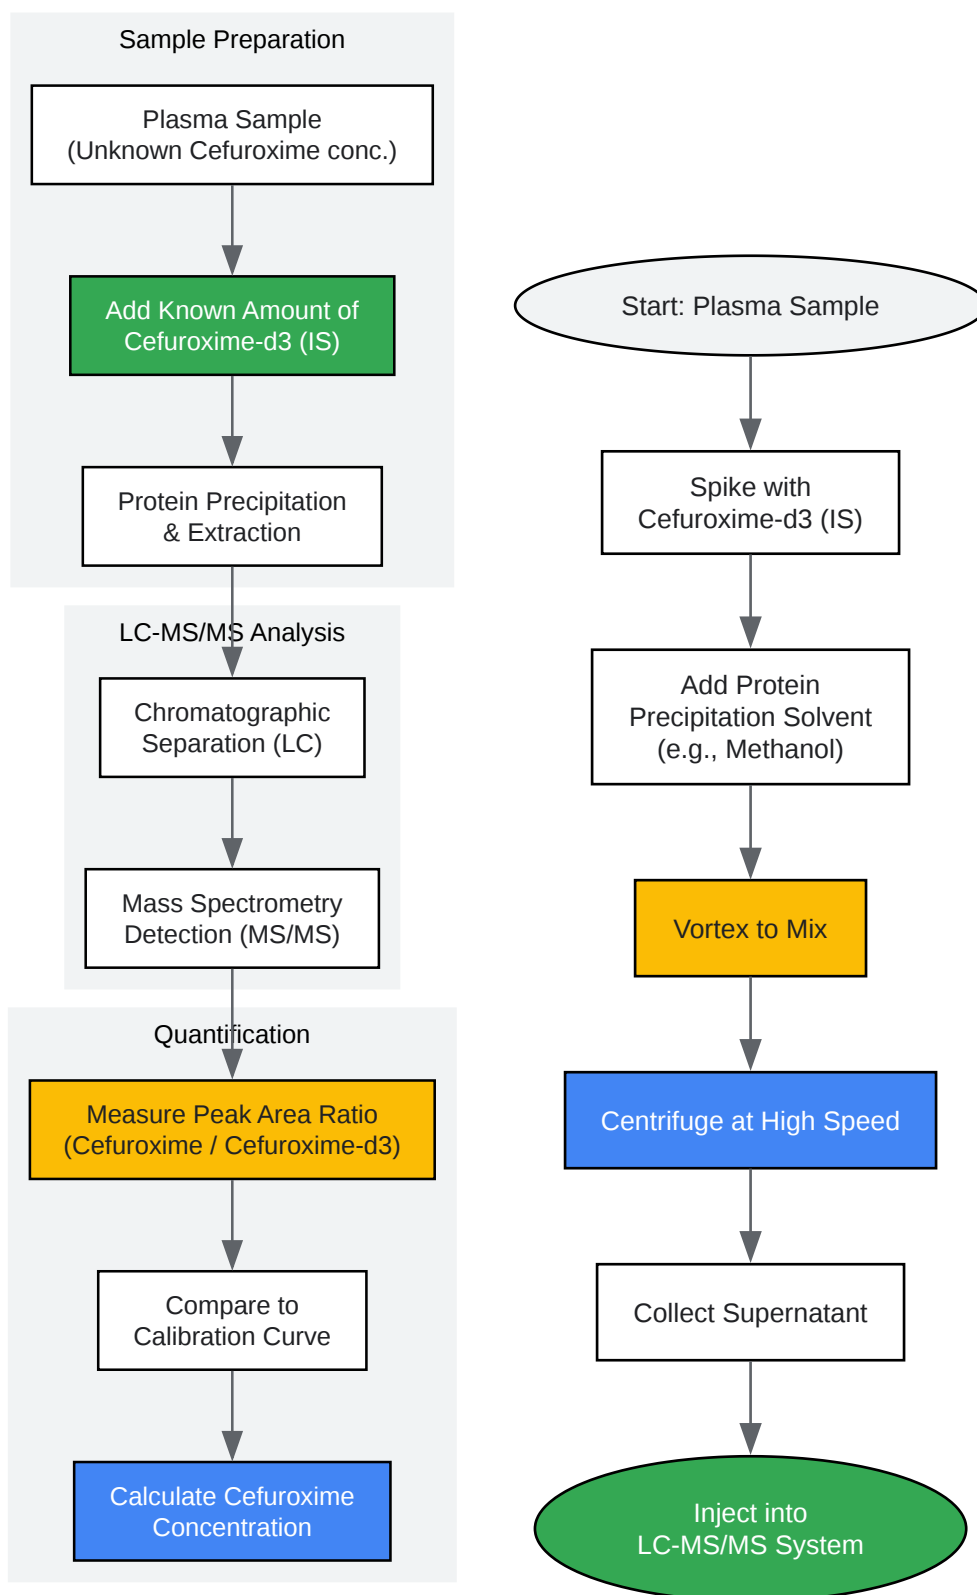 Sample Preparation
Plasma Sample
(Unknown Cefuroxime conc.)
Add Known Amount of
Cefuroxime-d3 (IS)
Protein Precipitation
& Extraction
LC-MS/MS Analysis
Chromatographic
Separation (LC)
Mass Spectrometry
Detection (MS/MS)
Quantification
Measure Peak Area Ratio
(Cefuroxime / Cefuroxime-d3)
Compare to
Calibration Curve
Calculate Cefuroxime
Concentration
Start: Plasma Sample
Spike with
Cefuroxime-d3 (IS)
Add Protein
Precipitation Solvent
(e.g., Methanol)
Vortex to Mix
Centrifuge at High Speed
Collect Supernatant
Inject into
LC-MS/MS System